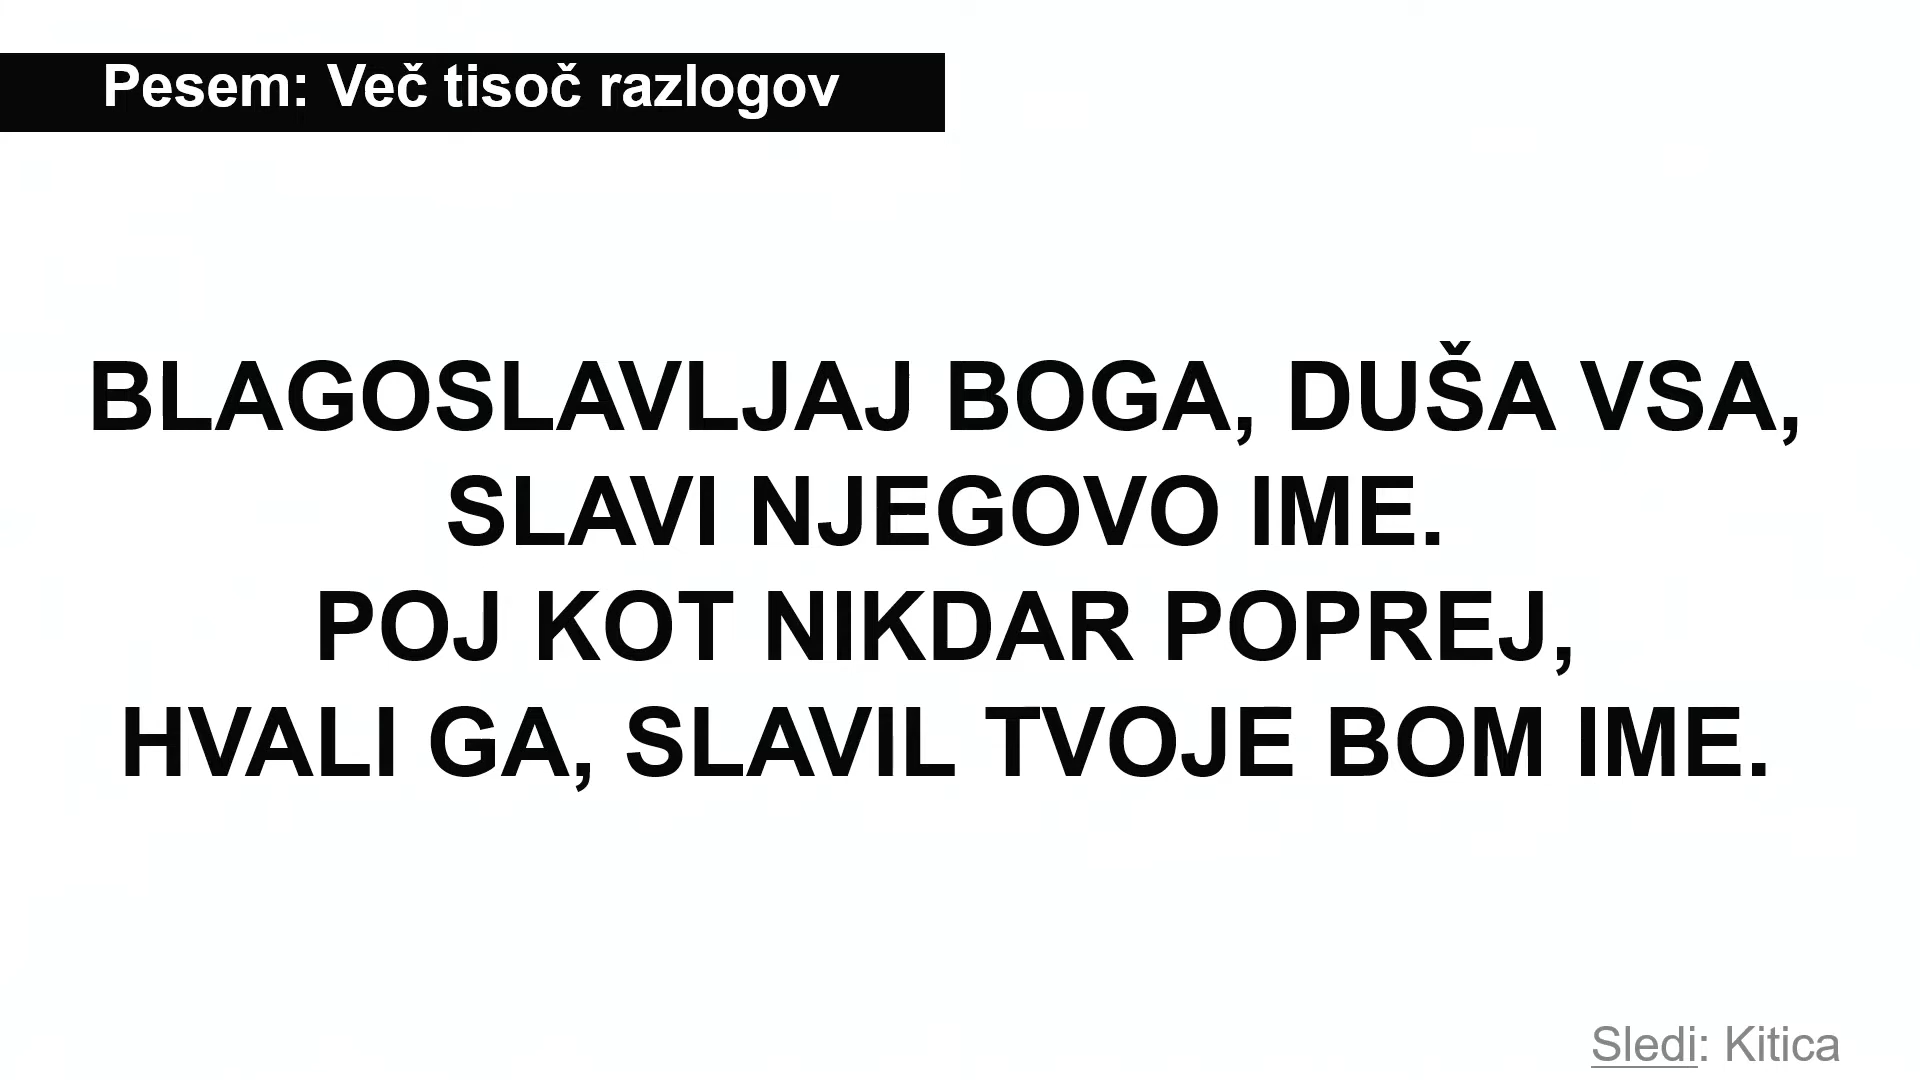 Pesem: Več tisoč razlogov
BLAGOSLAVLJAJ BOGA, DUŠA VSA,
SLAVI NJEGOVO IME.
POJ KOT NIKDAR POPREJ,
HVALI GA, SLAVIL TVOJE BOM IME.
Sledi: Kitica